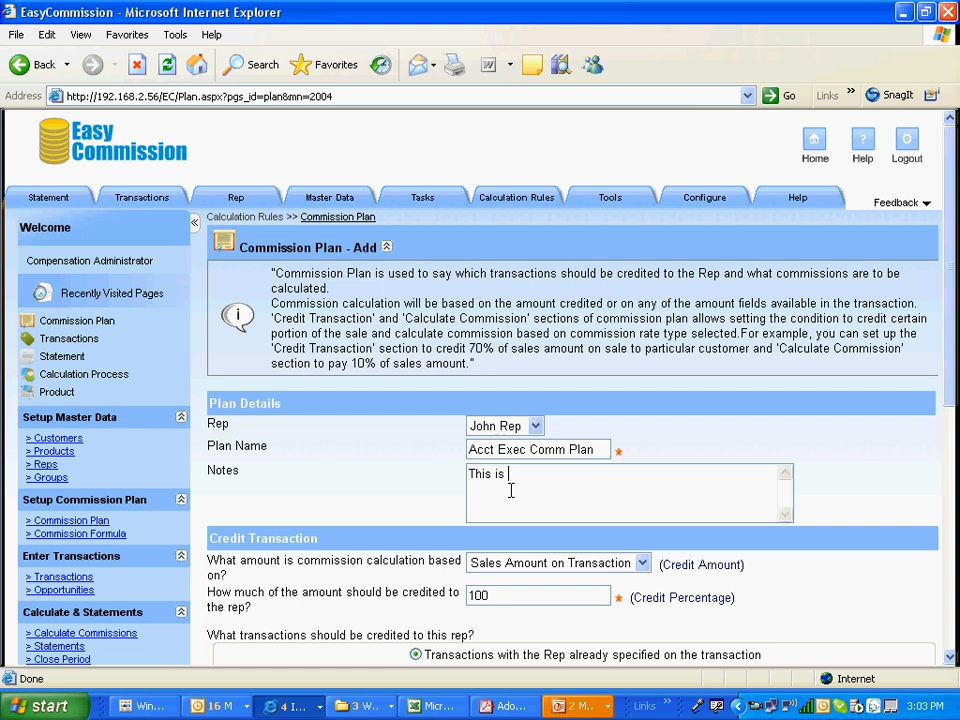 EasyCommission - Microsoft Internet Explorer
File Edit View Favorites Tools Help
Back Search Favorites
Address http://192.168.2.56/EC/Plan.aspx?pgs_id=plan&mn=2004 Go Links » SnagIt
Easy
Commission
Home Help Logout
Statement Transactions Rep Master Data Tasks Calculation Rules Tools Configure Help
Feedback
Welcome
Compensation Administrator
Recently Visited Pages
Commission Plan
Transactions
Statement
Calculation Process
Product
Setup Master Data
> Customers
> Products
> Reps
> Groups
Setup Commission Plan
> Commission Plan
> Commission Formula
Enter Transactions
> Transactions
> Opportunities
Calculate & Statements
> Calculate Commissions
> Statements
> Close Period
Calculation Rules >> Commission Plan
Commission Plan - Add
"Commission Plan is used to say which transactions should be credited to the Rep and what commissions are to be
calculated.
Commission calculation will be based on the amount credited or on any of the amount fields available in the transaction.
'Credit Transaction' and 'Calculate Commission' sections of commission plan allows setting the condition to credit certain
portion of the sale and calculate commission based on commission rate type selected.For example, you can set up the
'Credit Transaction' section to credit 70% of sales amount on sale to particular customer and 'Calculate Commission'
section to pay 10% of sales amount."
Plan Details
Rep John Rep
Plan Name Acct Exec Comm Plan
Notes This is
Credit Transaction
What amount is commission calculation based
on? Sales Amount on Transaction (Credit Amount)
How much of the amount should be credited to
the rep? 100 (Credit Percentage)
What transactions should be credited to this rep?
Transactions with the Rep already specified on the transaction
Done Internet
start Win... 16 M 4 I... 3 W... Micr... Ado... 2 M... Links » 3:03 PM